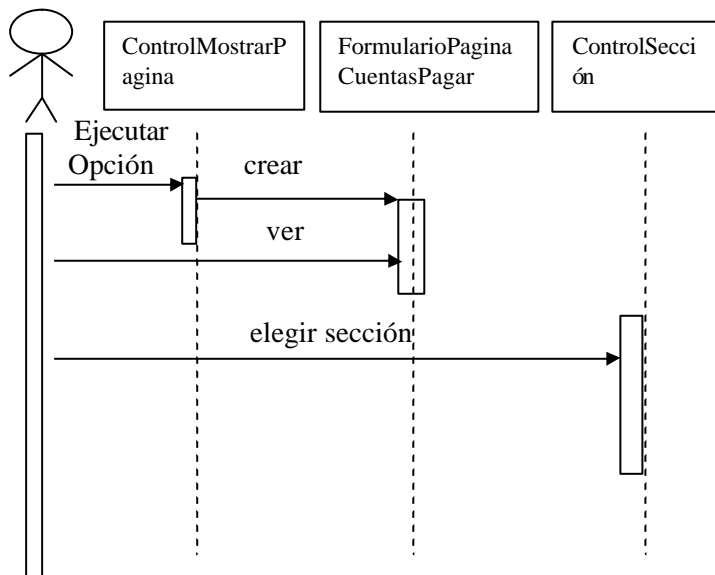 ControlMostrarP
agina
FormularioPagina
CuentasPagar
ControlSecci
ón
Ejecutar
Opción
crear
ver
elegir sección